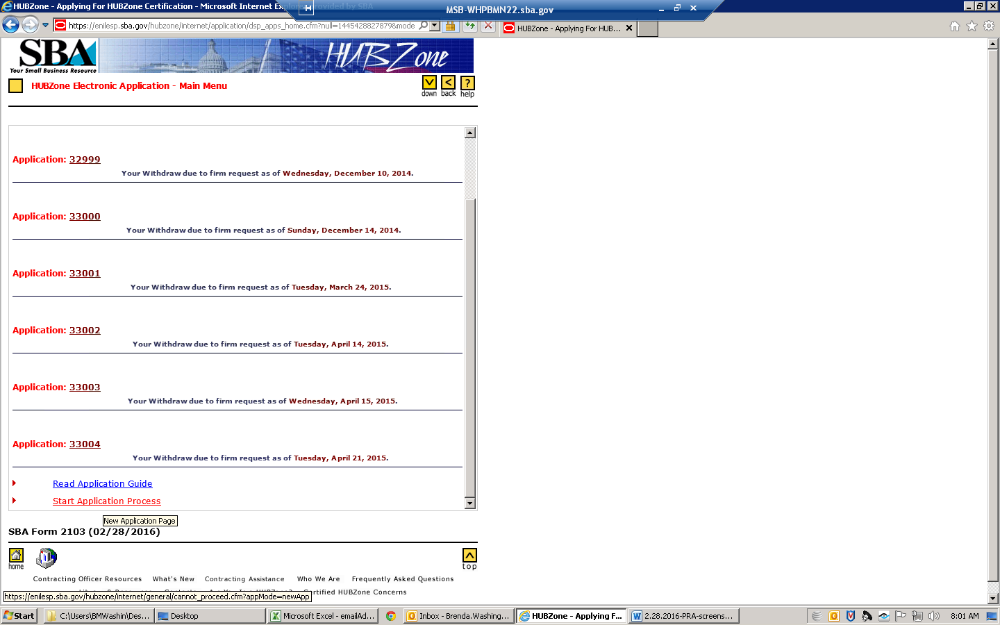 HUBZone - Applying For HUBZone Certification - Microsoft Internet Explorer provided by SBA
MSB-WHPBMN22.sba.gov
https://enilesp.sba.gov/hubzone/internet/application/dsp_apps_home.cfm?null=1445428827879&mode
HUBZone - Applying For HUB...
SBA
Your Small Business Resource
HUBZone
HUBZone Electronic Application - Main Menu
down back help
Application: 32999
Your Withdraw due to firm request as of Wednesday, December 10, 2014.
Application: 33000
Your Withdraw due to firm request as of Sunday, December 14, 2014.
Application: 33001
Your Withdraw due to firm request as of Tuesday, March 24, 2015.
Application: 33002
Your Withdraw due to firm request as of Tuesday, April 14, 2015.
Application: 33003
Your Withdraw due to firm request as of Wednesday, April 15, 2015.
Application: 33004
Your Withdraw due to firm request as of Tuesday, April 21, 2015.
Read Application Guide
Start Application Process
New Application Page
SBA Form 2103 (02/28/2016)
home
top
Contracting Officer Resources What's New Contracting Assistance Who We Are Frequently Asked Questions
Certified HUBZone Concerns
https://enilesp.sba.gov/hubzone/internet/general/cannot_proceed.cfm?appMode=newApp
Start C:\Users\BMWashin\Des... Desktop Microsoft Excel - emailAd... Inbox - Brenda.Washing... HUBZone - Applying F... 2.28.2016-PRA-screens... 8:01 AM